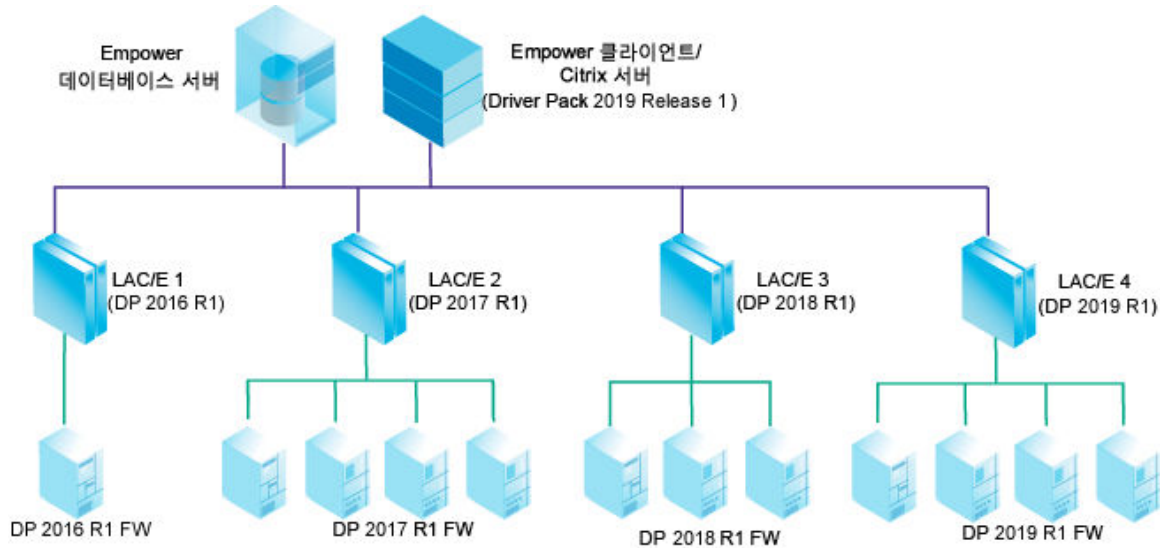 Empower
데이터베이스 서버
Empower 클라이언트/
Citrix 서버
(Driver Pack 2019 Release 1)
LAC/E 1
(DP 2016 R1)
LAC/E 2
(DP 2017 R1)
LAC/E 3
(DP 2018 R1)
LAC/E 4
(DP 2019 R1)
DP 2016 R1 FW
DP 2017 R1 FW
DP 2018 R1 FW
DP 2019 R1 FW